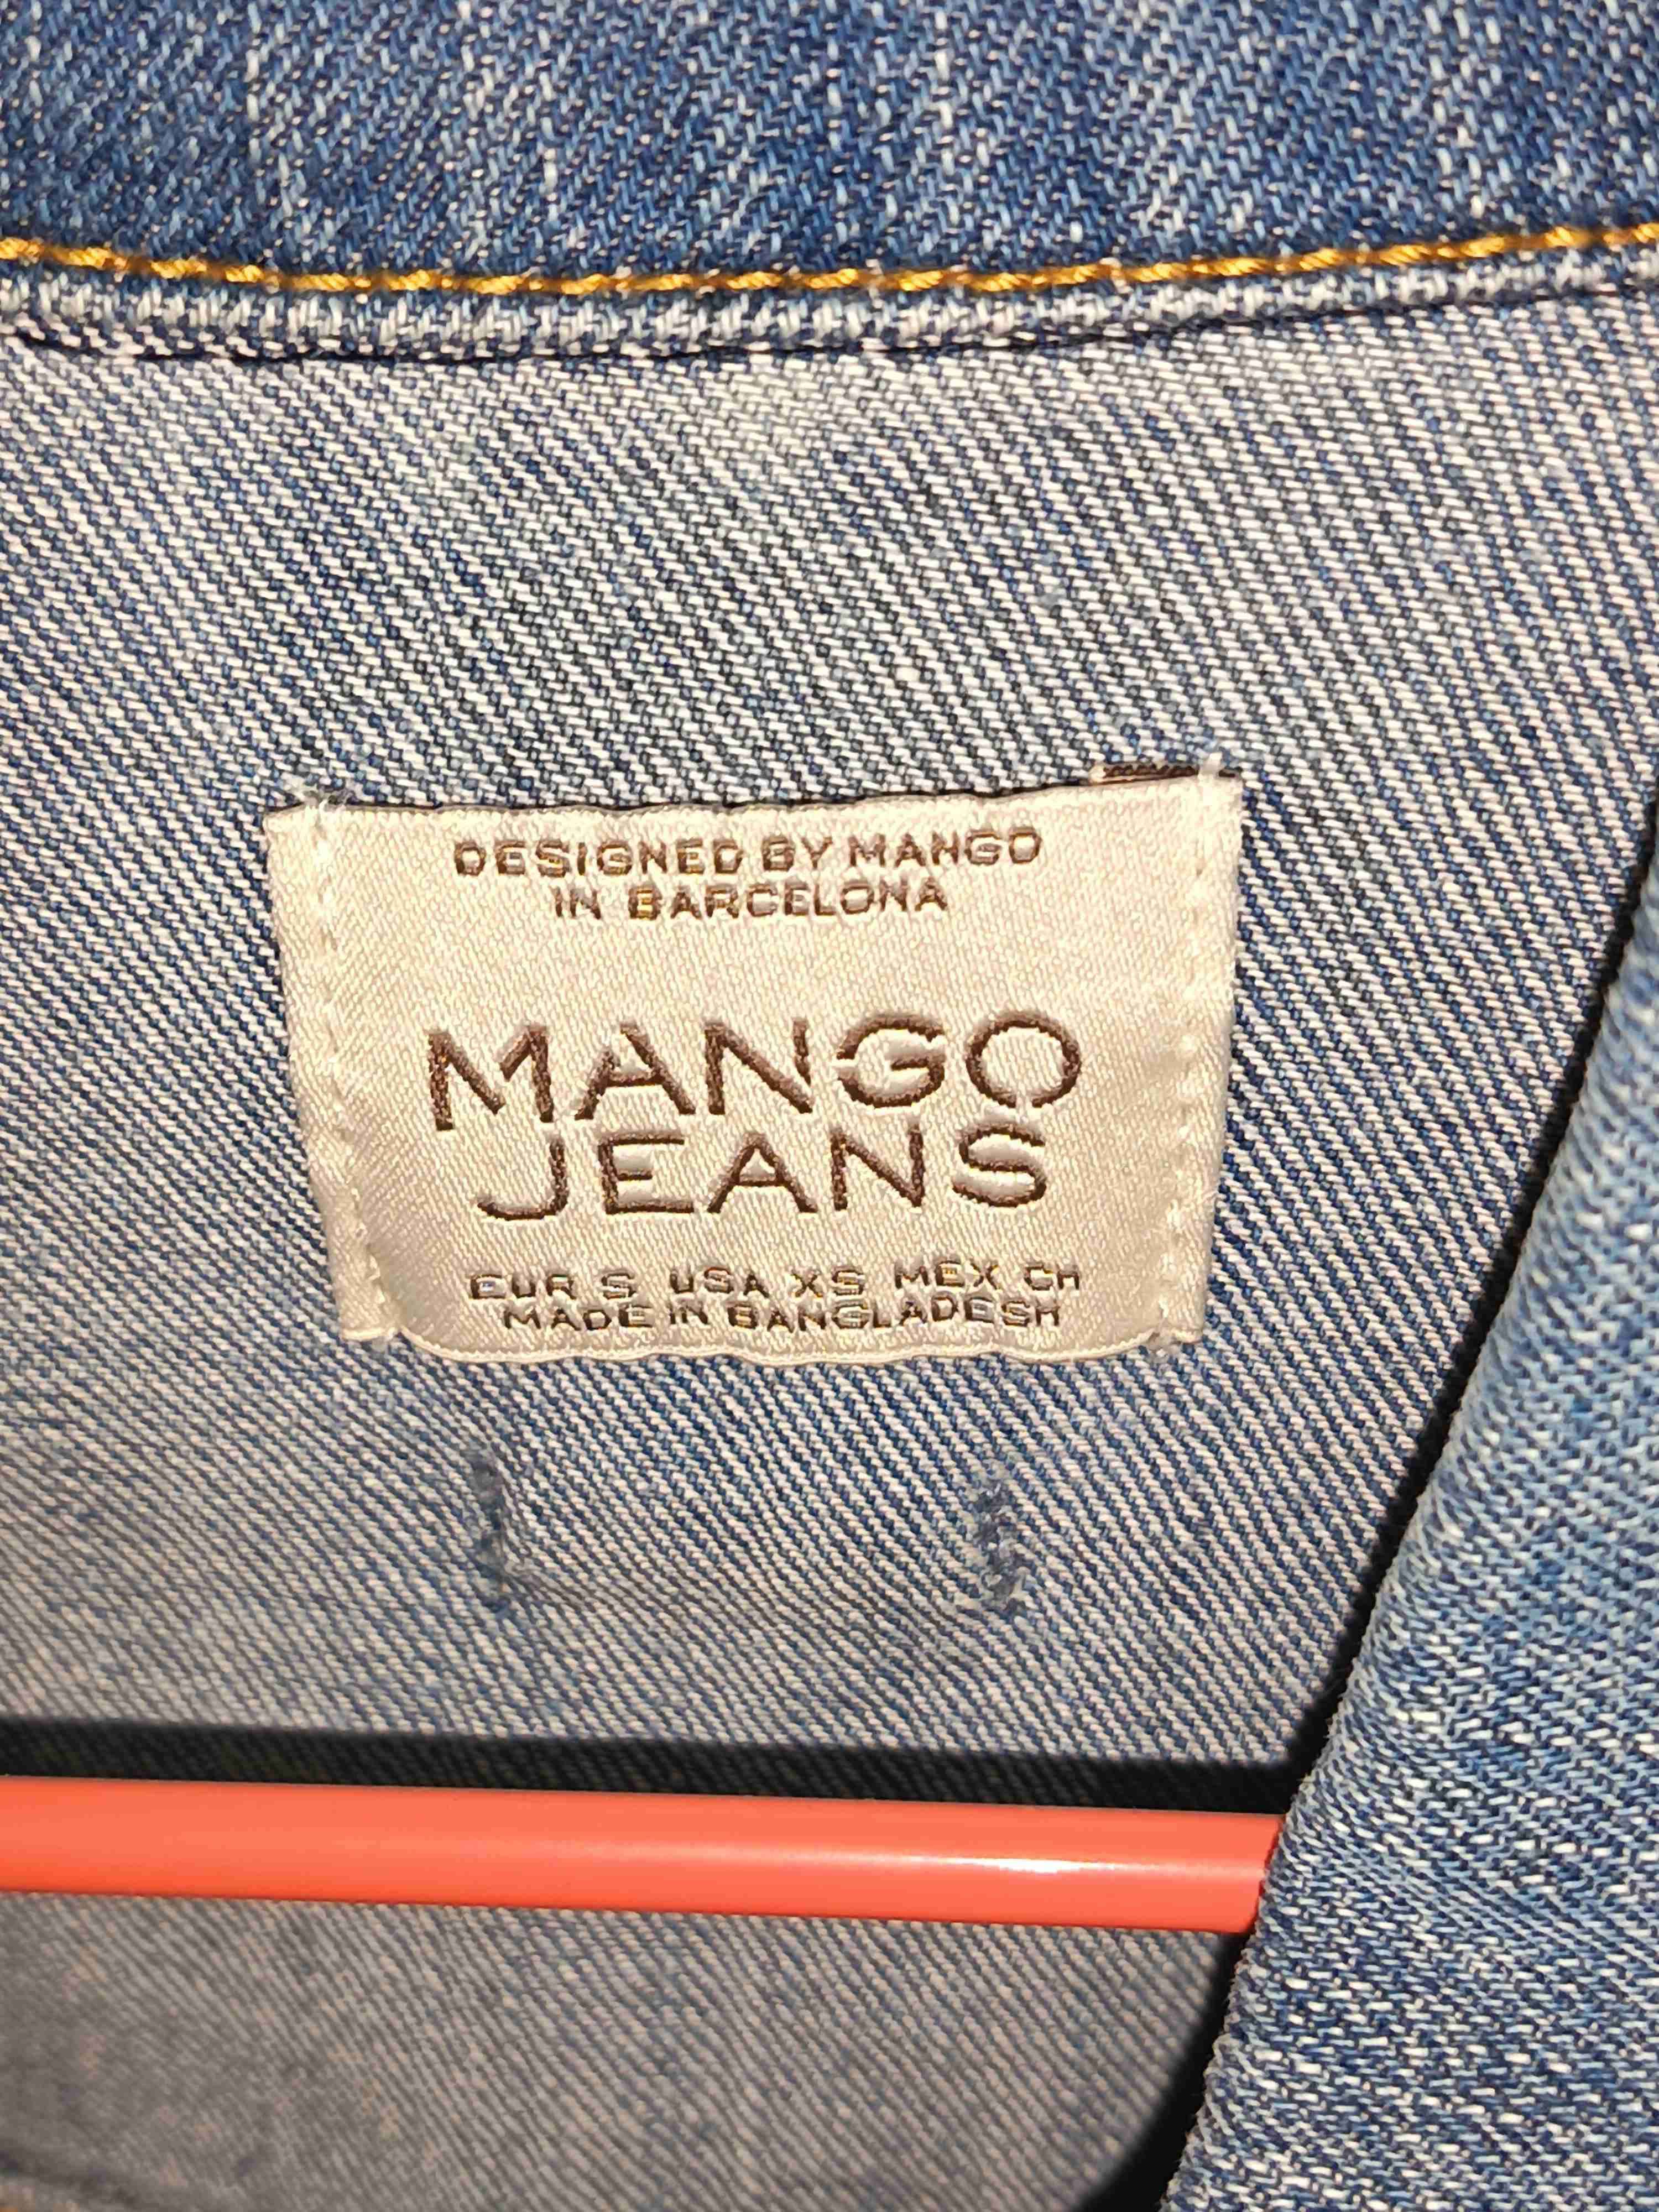 DESIGNED BY MANGO
IN BARCELONA
MANGO
JEANS
EUR S USA XS MEX CH
MADE IN BANGLADESH